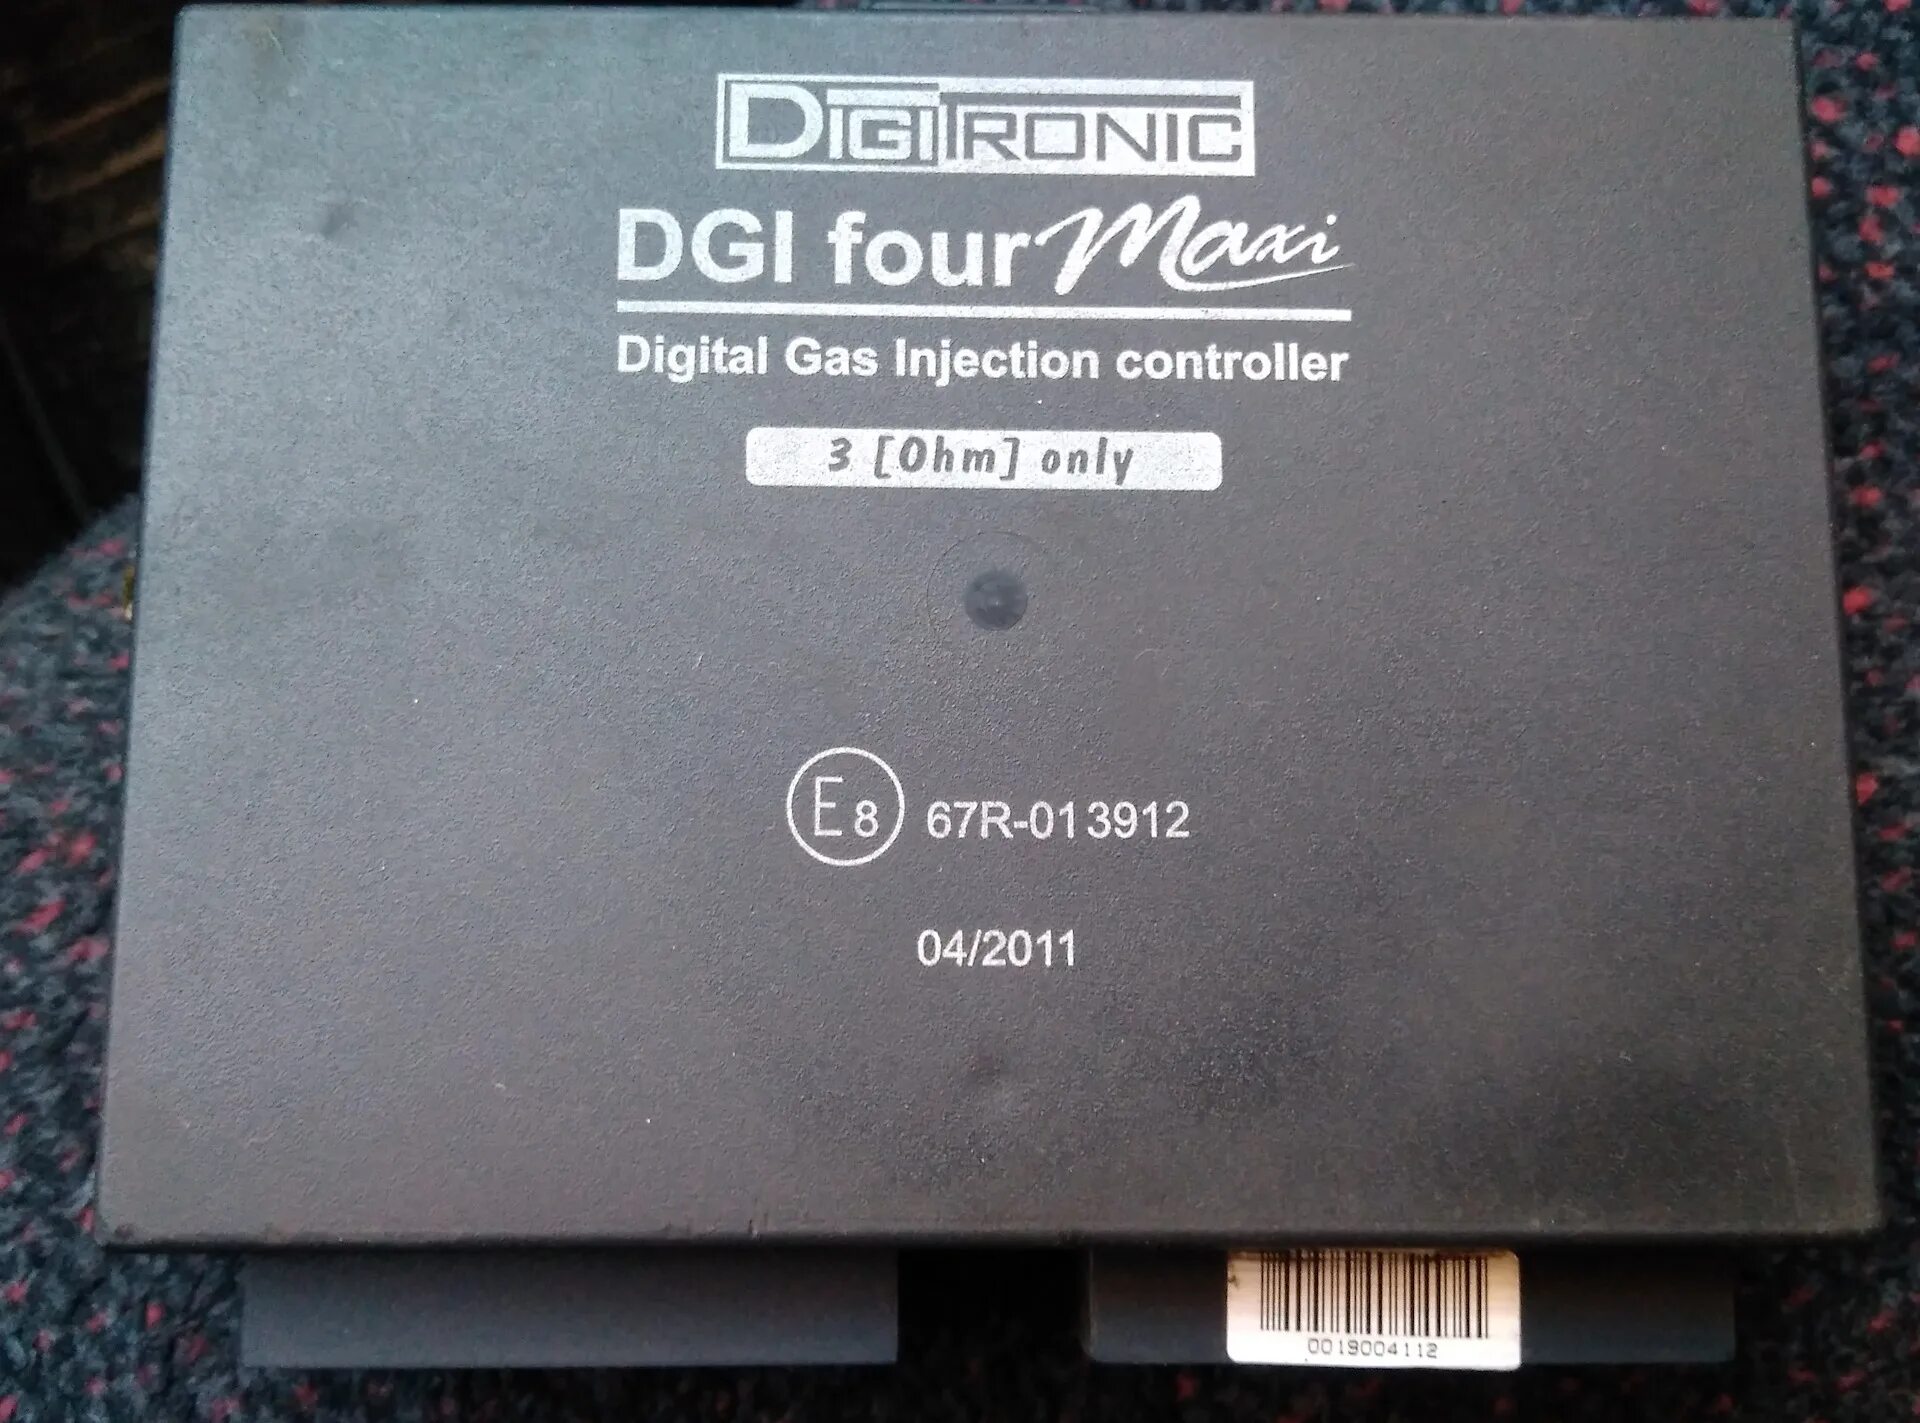 DIGITRONIC
DGI four Maxi
Digital Gas Injection controller
3 [Ohm] only
E8 67R-013912
04/2011
0019004112